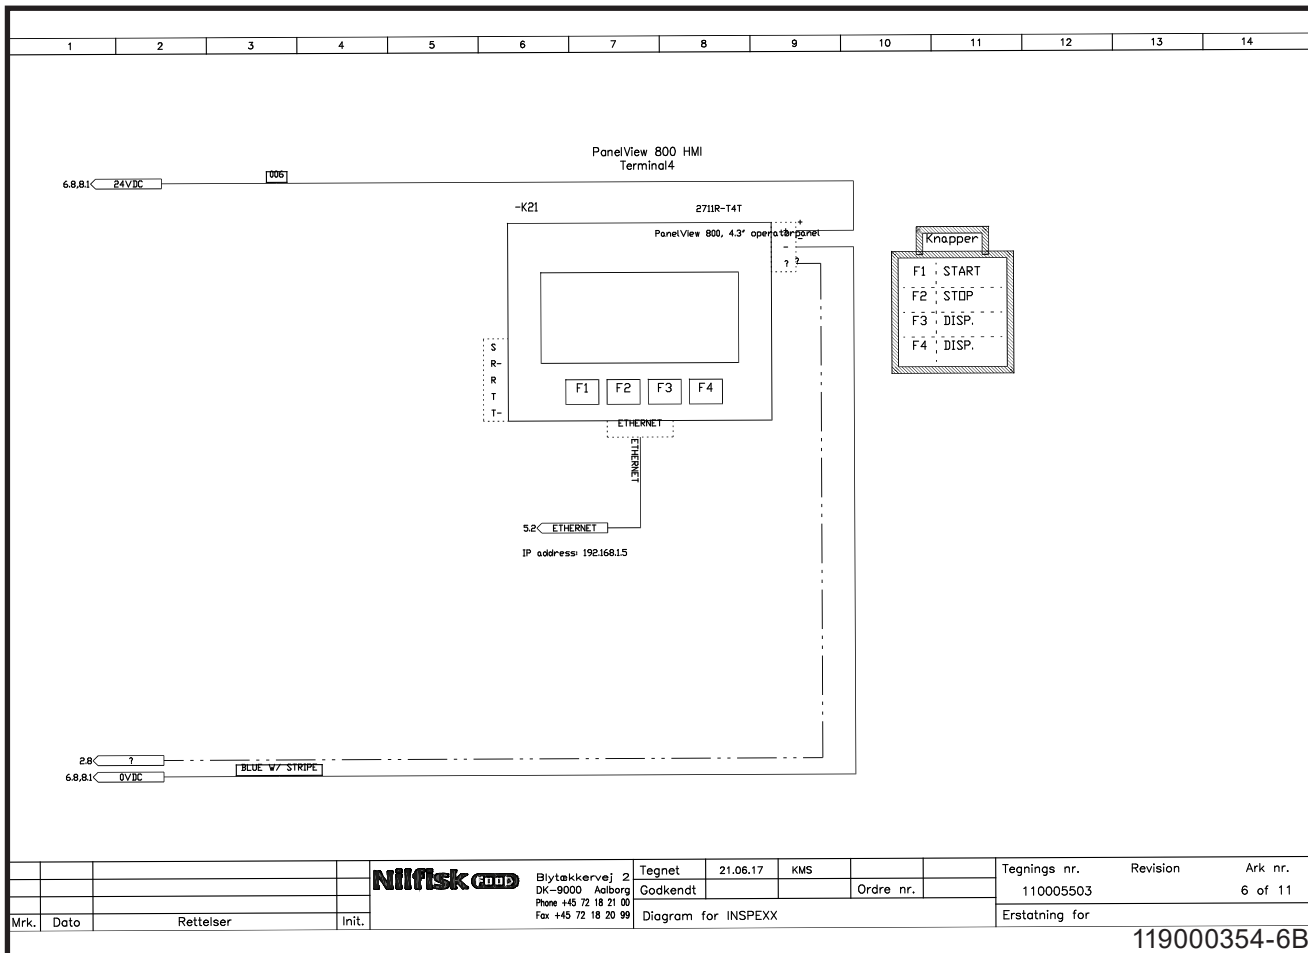 1 2 3 4 5 6 7 8 9 10 11 12 13 14
PanelView 800 HMI
Terminal4
006
6.8,8.1 24VDC
-K21 2711R-T4T
+
PanelView 800, 4.3" operatørpanel
-
-
? ?
Knapper
F1 START
F2 STOP
F3 DISP.
F4 DISP.
S
R-
R
T
T-
F1 F2 F3 F4
ETHERNET
ETHERNET
5.2 ETHERNET
IP address: 192.168.1.5
2.8 ?
BLUE W/ STRIPE
6.8,8.1 0VDC
Mrk. Dato Rettelser Init.
Nilfisk FOOD
Blytækkervej 2
DK-9000 Aalborg
Phone +45 72 18 21 00
Fax +45 72 18 20 99
Tegnet 21.06.17 KMS
Godkendt Ordre nr.
Diagram for INSPEXX
Tegnings nr. Revision Ark nr.
110005503 6 of 11
Erstatning for
119000354-6B